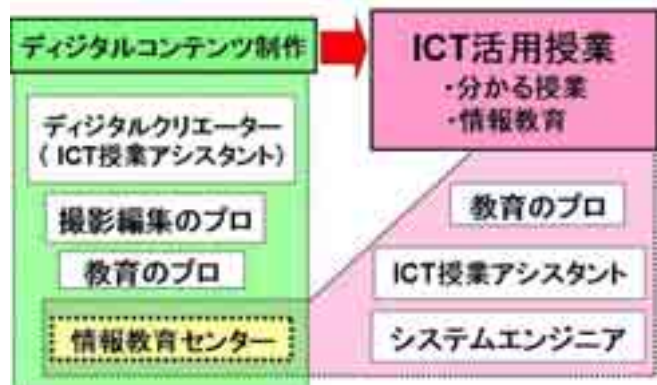 ディジタルコンテンツ制作
ディジタルクリエーター
( ICT授業アシスタント)
撮影編集のプロ
教育のプロ
情報教育センター
ICT活用授業
・分かる授業
・情報教育
教育のプロ
ICT授業アシスタント
システムエンジニア